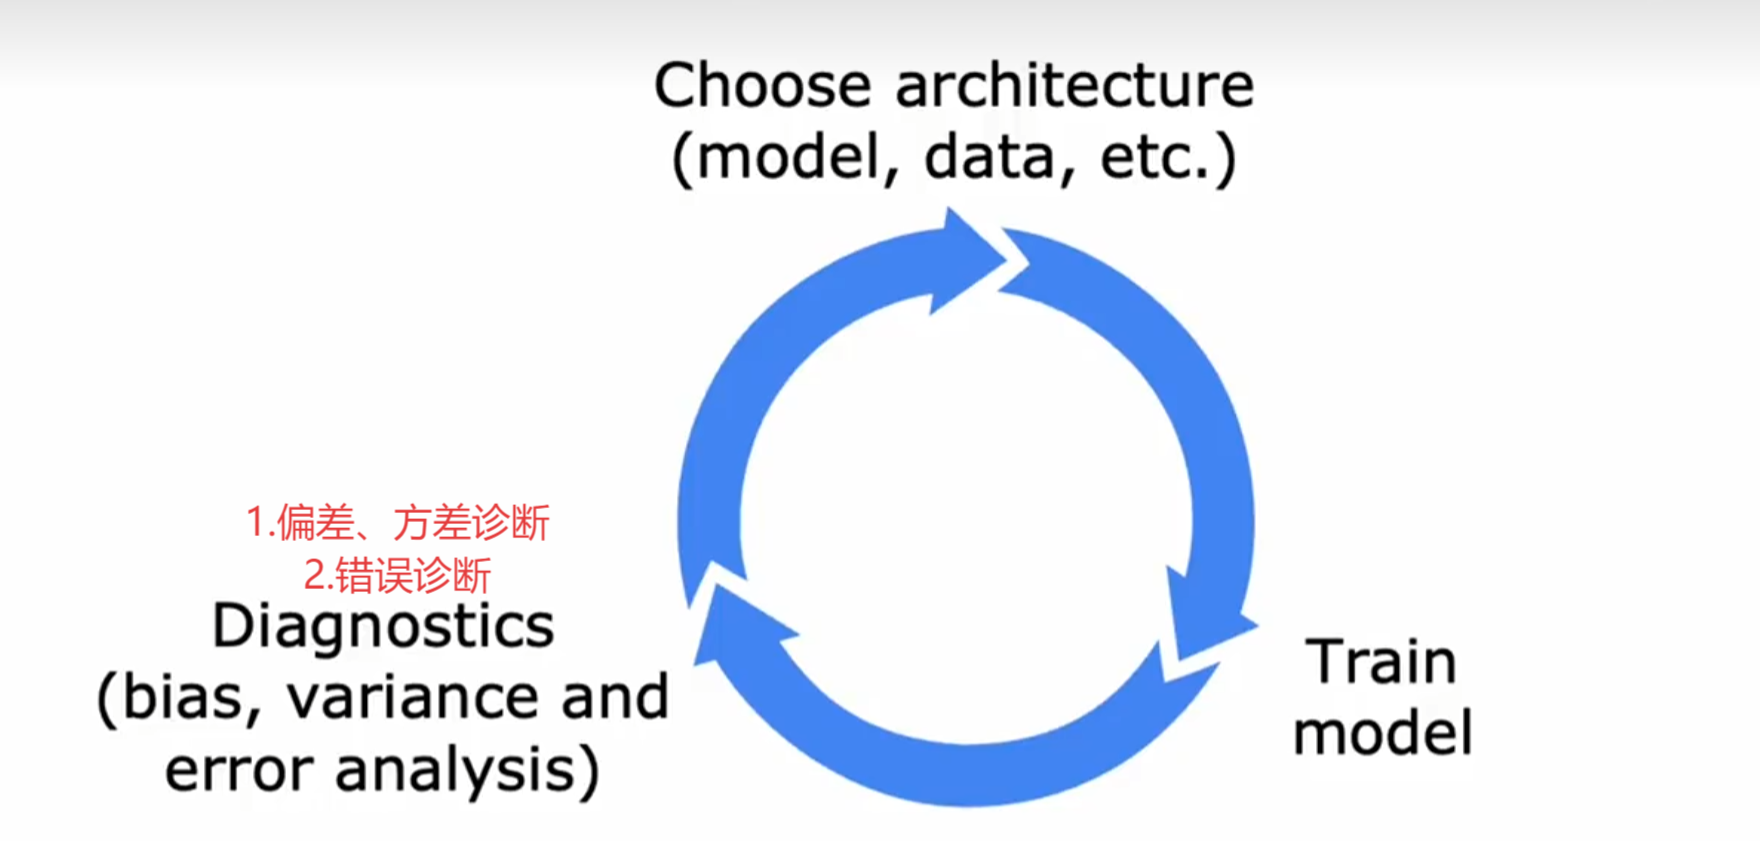 Choose architecture
(model, data, etc.)
1.偏差、方差诊断
2.错误诊断
Diagnostics
(bias, variance and
error analysis)
Train
model